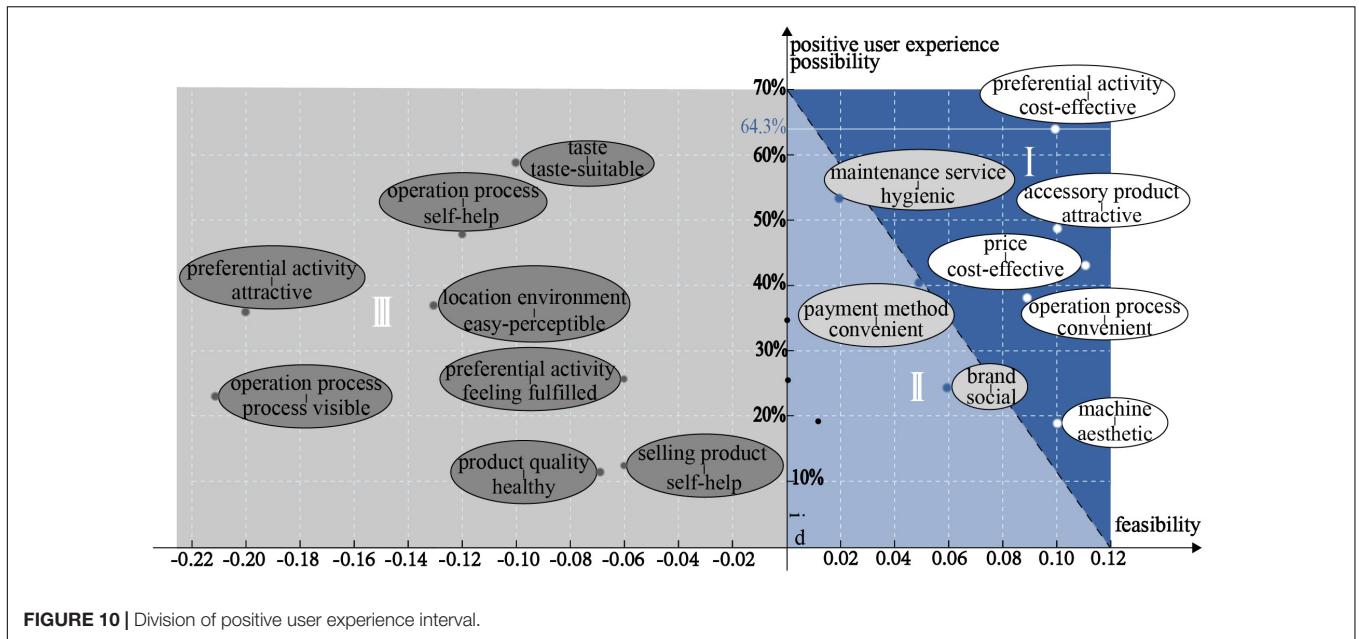 positive user experience
possibility
70%
preferential activity
cost-effective
64.3%
60%
taste
taste-suitable
maintenance service
hygienic
I
operation process
self-help
accessory product
attractive
50%
price
cost-effective
preferential activity
attractive
40%
III
location environment
easy-perceptible
payment method
convenient
operation process
convenient
30%
preferential activity
feeling fulfilled
operation process
process visible
II
brand
social
20%
machine
aesthetic
product quality
healthy
selling product
self-help
10%
feasibility
d
-0.22 -0.20 -0.18 -0.16 -0.14 -0.12 -0.10 -0.08 -0.06 -0.04 -0.02 0.02 0.04 0.06 0.08 0.10 0.12
FIGURE 10 | Division of positive user experience interval.